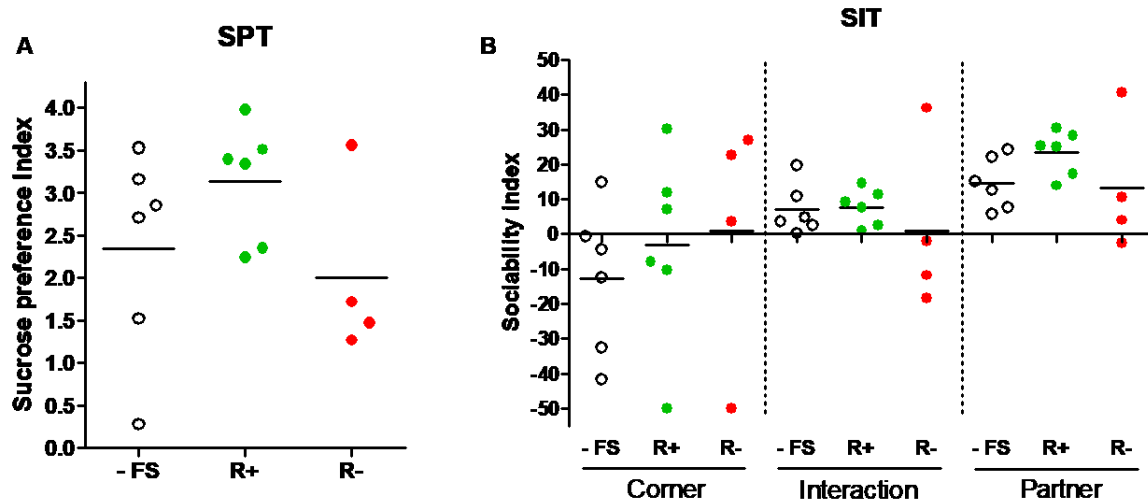 A
SPT
Sucrose preference Index
4.0
3.5
3.0
2.5
2.0
1.5
1.0
0.5
0.0
- FS R+ R-
B
SIT
Sociability Index
50
40
30
20
10
0
-10
-20
-30
-40
-50
- FS R+ R- - FS R+ R- - FS R+ R-
Corner Interaction Partner